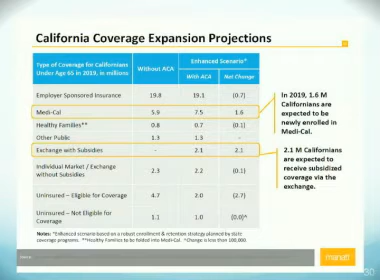 California Coverage Expansion Projections
Type of Coverage for Californians Under Age 65 in 2019, in millions
Without ACA
Enhanced Scenario*
With ACA
Net Change
Employer Sponsored Insurance 19.8 19.1 (0.7)
Medi-Cal 5.9 7.5 1.6
Healthy Families** 0.8 0.7 (0.1)
Other Public 1.3 1.3 –
Exchange with Subsidies - 2.1 2.1
Individual Market / Exchange without Subsidies 2.3 2.2 (0.1)
Uninsured – Eligible for Coverage 4.7 2.0 (2.7)
Uninsured – Not Eligible for Coverage 1.1 1.0 (0.0)^
In 2019, 1.6 M
Californians are
expected to be
newly enrolled in
Medi-Cal.
2.1 M Californians
are expected to
receive subsidized
coverage via the
exchange.
Notes: *Enhanced scenario based on a robust enrollment & retention strategy planned by state
coverage programs. **Healthy Families to be folded into Medi-Cal. ^Change is less than 100,000.
manatt
30